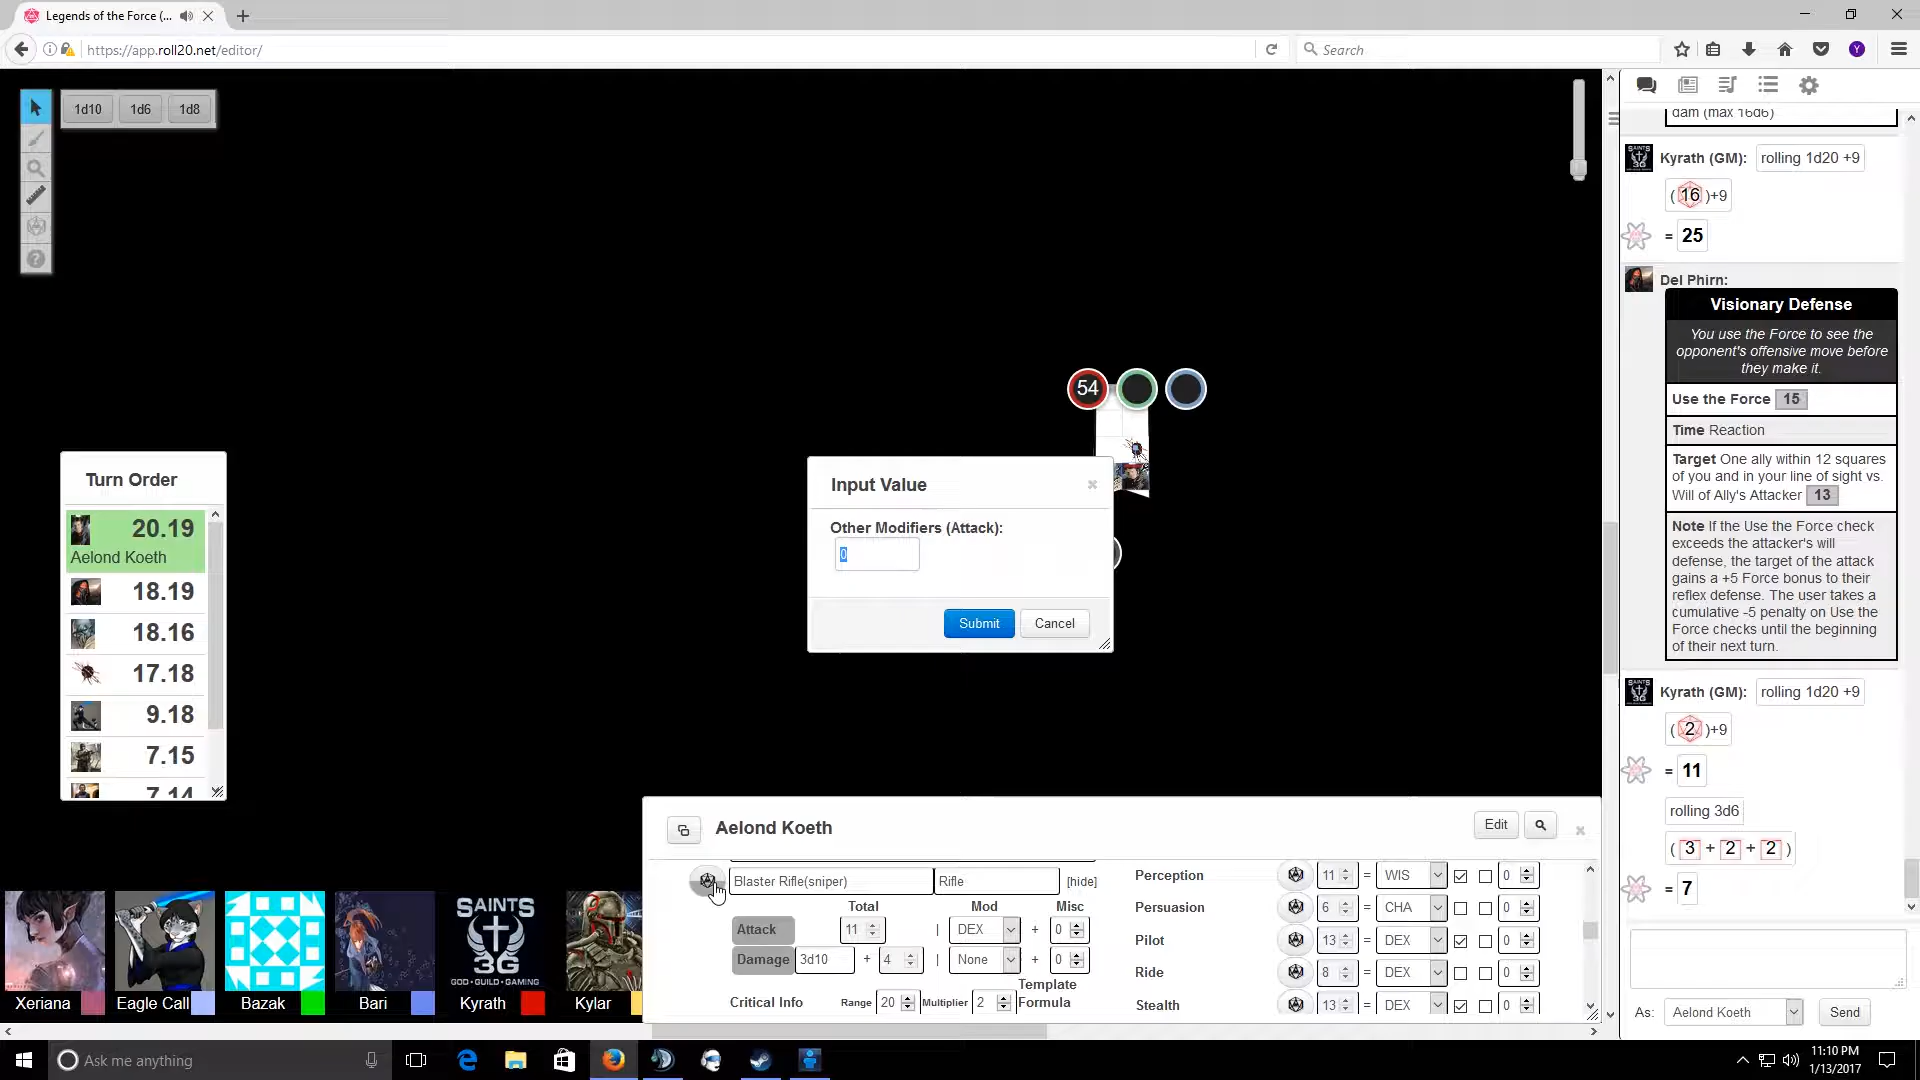 Legends of the Force (...
https://app.roll20.net/editor/
Search
1d10 1d6 1d8
Turn Order
20.19
Aelond Koeth
18.19
18.16
17.18
9.18
7.15
7.14
54
Input Value
Other Modifiers (Attack):
0
Submit Cancel
Aelond Koeth
Edit
Blaster Rifle(sniper) Rifle [hide]
Total Mod Misc
Attack 11 | DEX + 0
Damage 3d10 + 4 | None + 0
Template
Critical Info Range 20 Multiplier 2 Formula
Perception 11 = WIS 0
Persuasion 6 = CHA 0
Pilot 13 = DEX 0
Ride 8 = DEX 0
Stealth 13 = DEX 0
Xeriana Eagle Call Bazak Bari Kyrath Kylar
SAINTS
3G
GOD·GUILD·GAMING
dam (max 16d6)
Kyrath (GM): rolling 1d20 +9
(16)+9
= 25
Del Phirn:
Visionary Defense
You use the Force to see the
opponent's offensive move before
they make it.
Use the Force 15
Time Reaction
Target One ally within 12 squares
of you and in your line of sight vs.
Will of Ally's Attacker 13
Note If the Use the Force check
exceeds the attacker's will
defense, the target of the attack
gains a +5 Force bonus to their
reflex defense. The user takes a
cumulative -5 penalty on Use the
Force checks until the beginning
of their next turn.
Kyrath (GM): rolling 1d20 +9
(2)+9
= 11
rolling 3d6
(3+2+2)
= 7
As: Aelond Koeth Send
Ask me anything
11:10 PM
1/13/2017